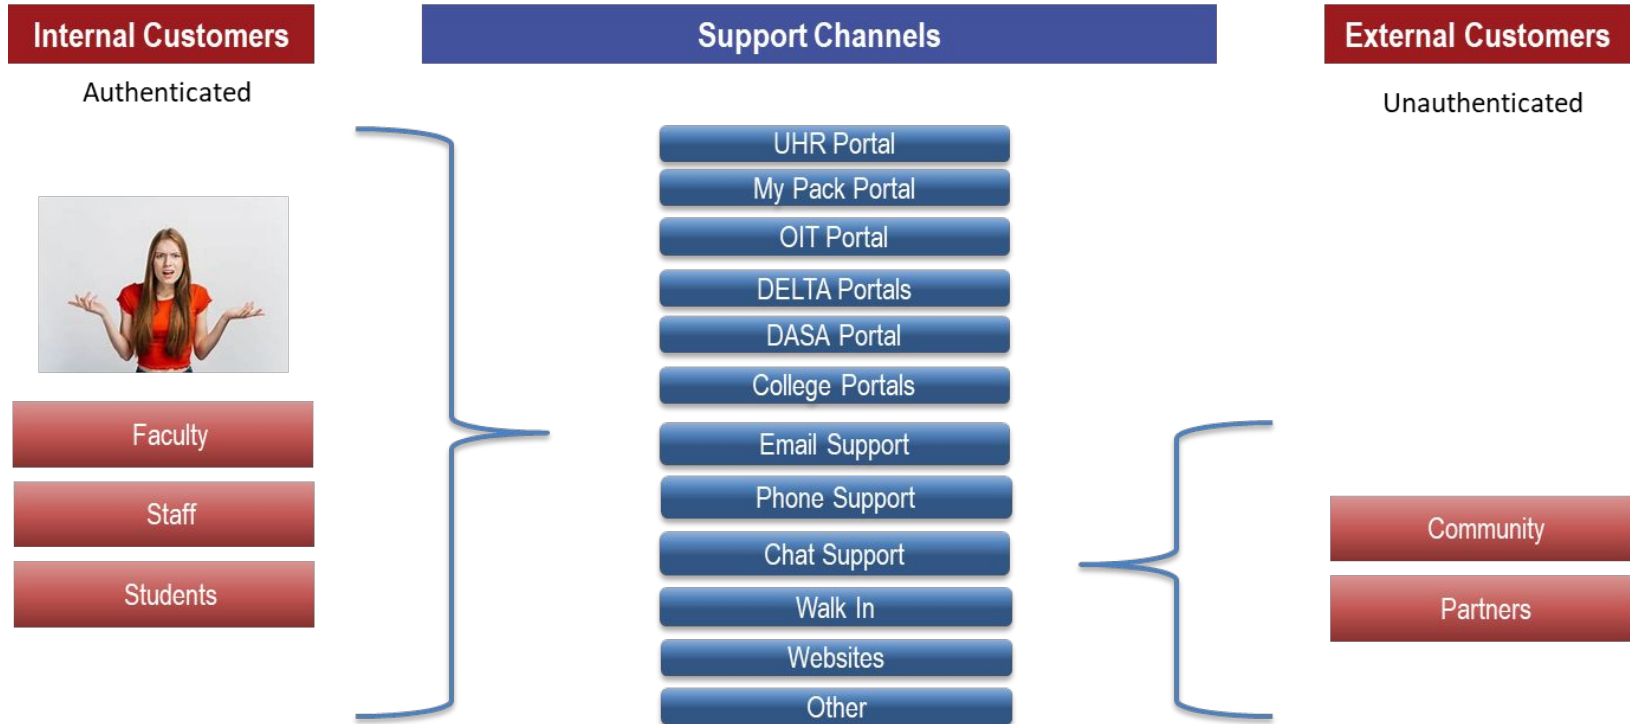 Internal Customers
Support Channels
External Customers
Authenticated
Unauthenticated
UHR Portal
My Pack Portal
OIT Portal
DELTA Portals
DASA Portal
College Portals
Email Support
Phone Support
Chat Support
Walk In
Websites
Other
Faculty
Staff
Students
Community
Partners